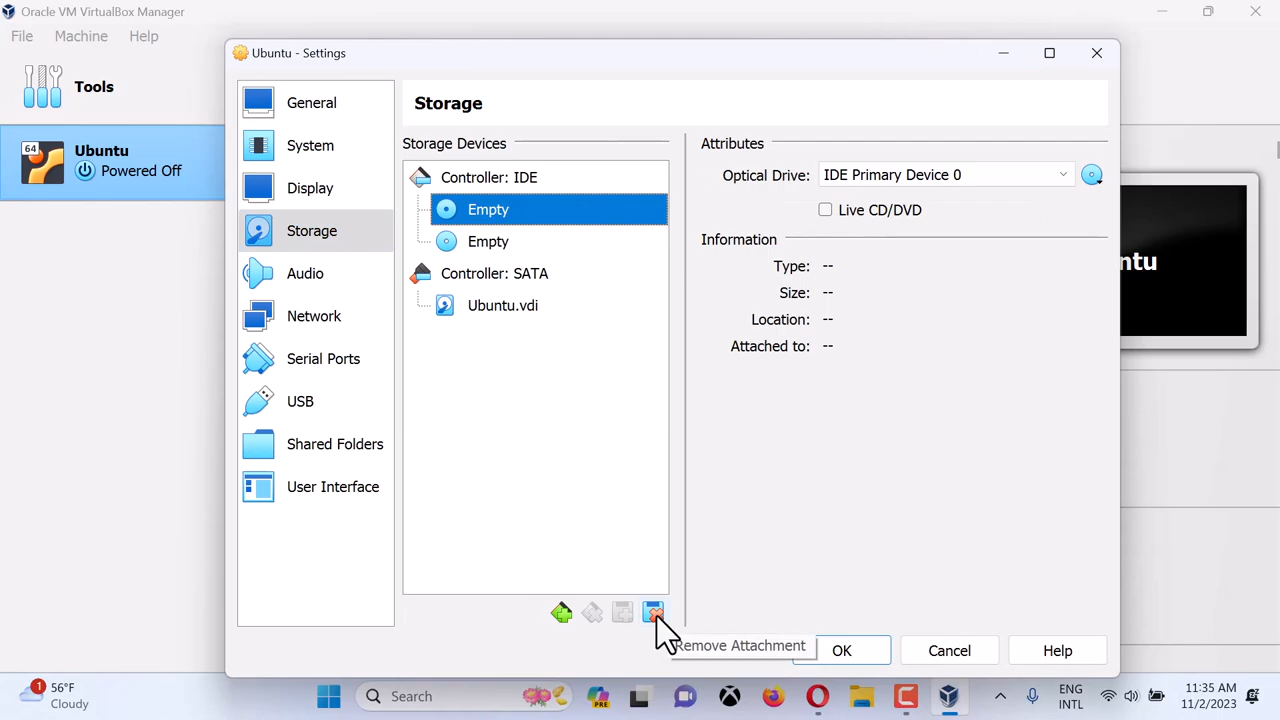 Oracle VM VirtualBox Manager
File Machine Help
Tools
64
Ubuntu
Powered Off
ntu
Ubuntu - Settings
General
System
Display
Storage
Audio
Network
Serial Ports
USB
Shared Folders
User Interface
Storage
Storage Devices
Controller: IDE
Empty
Empty
Controller: SATA
Ubuntu.vdi
Attributes
Optical Drive: IDE Primary Device 0
Live CD/DVD
Information
Type: --
Size: --
Location: --
Attached to: --
Remove Attachment
OK Cancel Help
1
56°F
Cloudy
Search
PRE
ENG
INTL
11:35 AM
11/2/2023